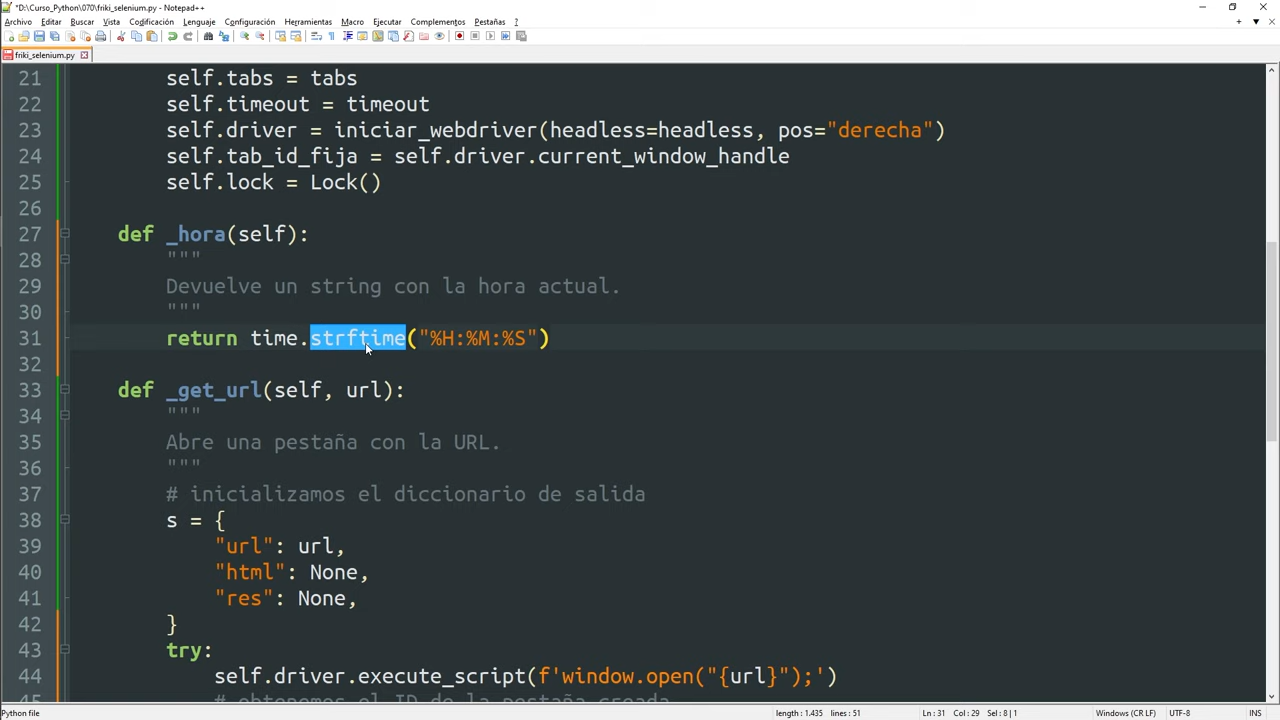 *D:\Curso_Python\070\friki_selenium.py - Notepad++
Archivo Editar Buscar Vista Codificación Lenguaje Configuración Herramientas Macro Ejecutar Complementos Pestañas ?
friki_selenium.py
21 self.tabs = tabs
22 self.timeout = timeout
23 self.driver = iniciar_webdriver(headless=headless, pos="derecha")
24 self.tab_id_fija = self.driver.current_window_handle
25 self.lock = Lock()
26
27 def _hora(self):
28 """
29 Devuelve un string con la hora actual.
30 """
31 return time.strftime("%H:%M:%S")
32
33 def _get_url(self, url):
34 """
35 Abre una pestaña con la URL.
36 """
37 # inicializamos el diccionario de salida
38 s = {
39 "url": url,
40 "html": None,
41 "res": None,
42 }
43 try:
44 self.driver.execute_script(f'window.open("{url}");')
45 # obtenemos el ID de la pestaña creada
Python file length : 1.435 lines : 51 Ln : 31 Col : 29 Sel : 8 | 1 Windows (CR LF) UTF-8 INS